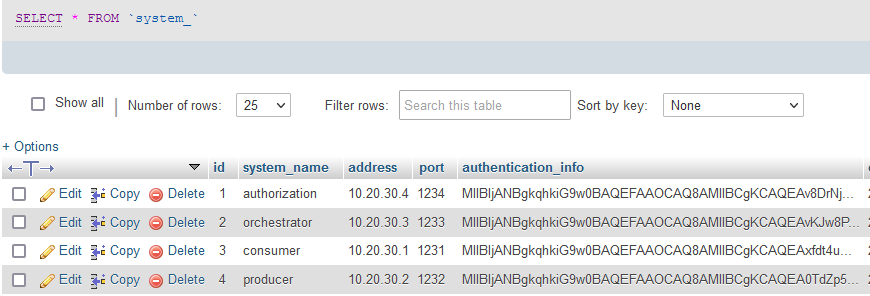 SELECT * FROM `system_`
Show all Number of rows: 25 Filter rows: Search this table Sort by key: None
+ Options
id system_name address port authentication_info
Edit Copy Delete 1 authorization 10.20.30.4 1234 MIIBIjANBgkqhkiG9w0BAQEFAAOCAQ8AMIIBCgKCAQEAv8DrNj...
Edit Copy Delete 2 orchestrator 10.20.30.3 1233 MIIBIjANBgkqhkiG9w0BAQEFAAOCAQ8AMIIBCgKCAQEAvKJw8P...
Edit Copy Delete 3 consumer 10.20.30.1 1231 MIIBIjANBgkqhkiG9w0BAQEFAAOCAQ8AMIIBCgKCAQEAxfdt4u...
Edit Copy Delete 4 producer 10.20.30.2 1232 MIIBIjANBgkqhkiG9w0BAQEFAAOCAQ8AMIIBCgKCAQEA0TdZp5...